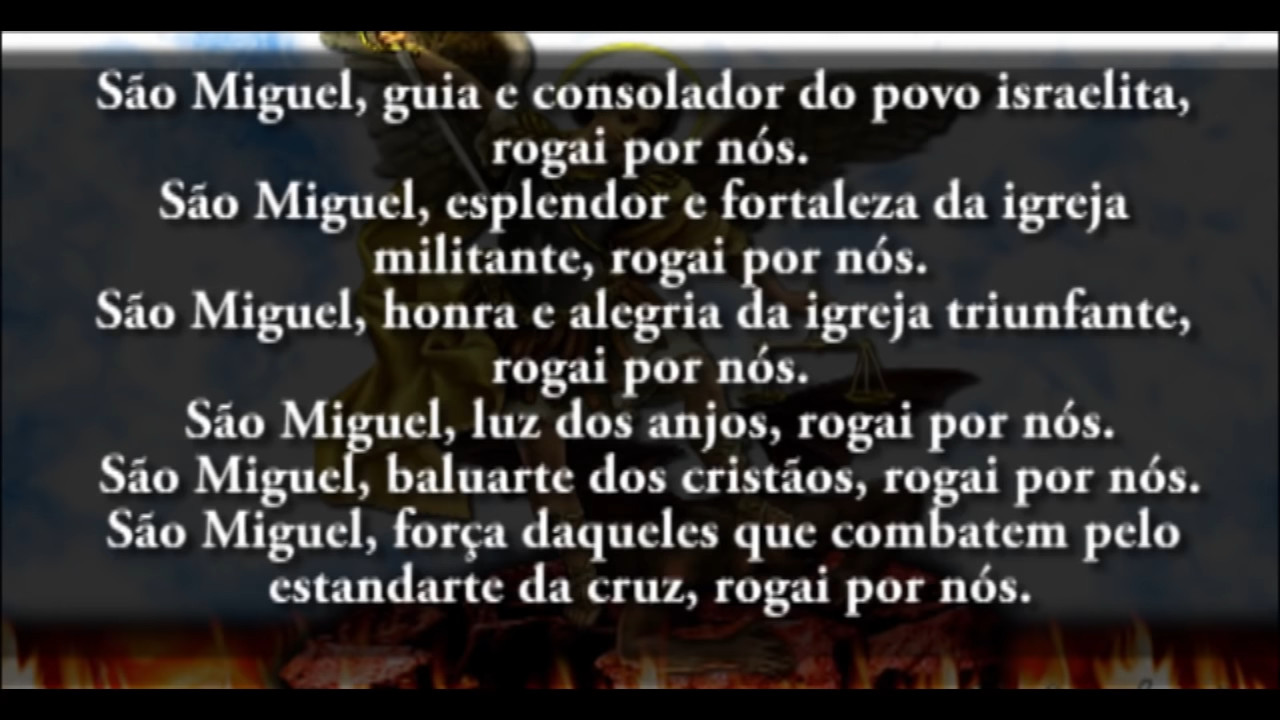 São Miguel, guia e consolador do povo israelita,
rogai por nós.
São Miguel, esplendor e fortaleza da igreja
militante, rogai por nós.
São Miguel, honra e alegria da igreja triunfante,
rogai por nós.
São Miguel, luz dos anjos, rogai por nós.
São Miguel, baluarte dos cristãos, rogai por nós.
São Miguel, força daqueles que combatem pelo
estandarte da cruz, rogai por nós.